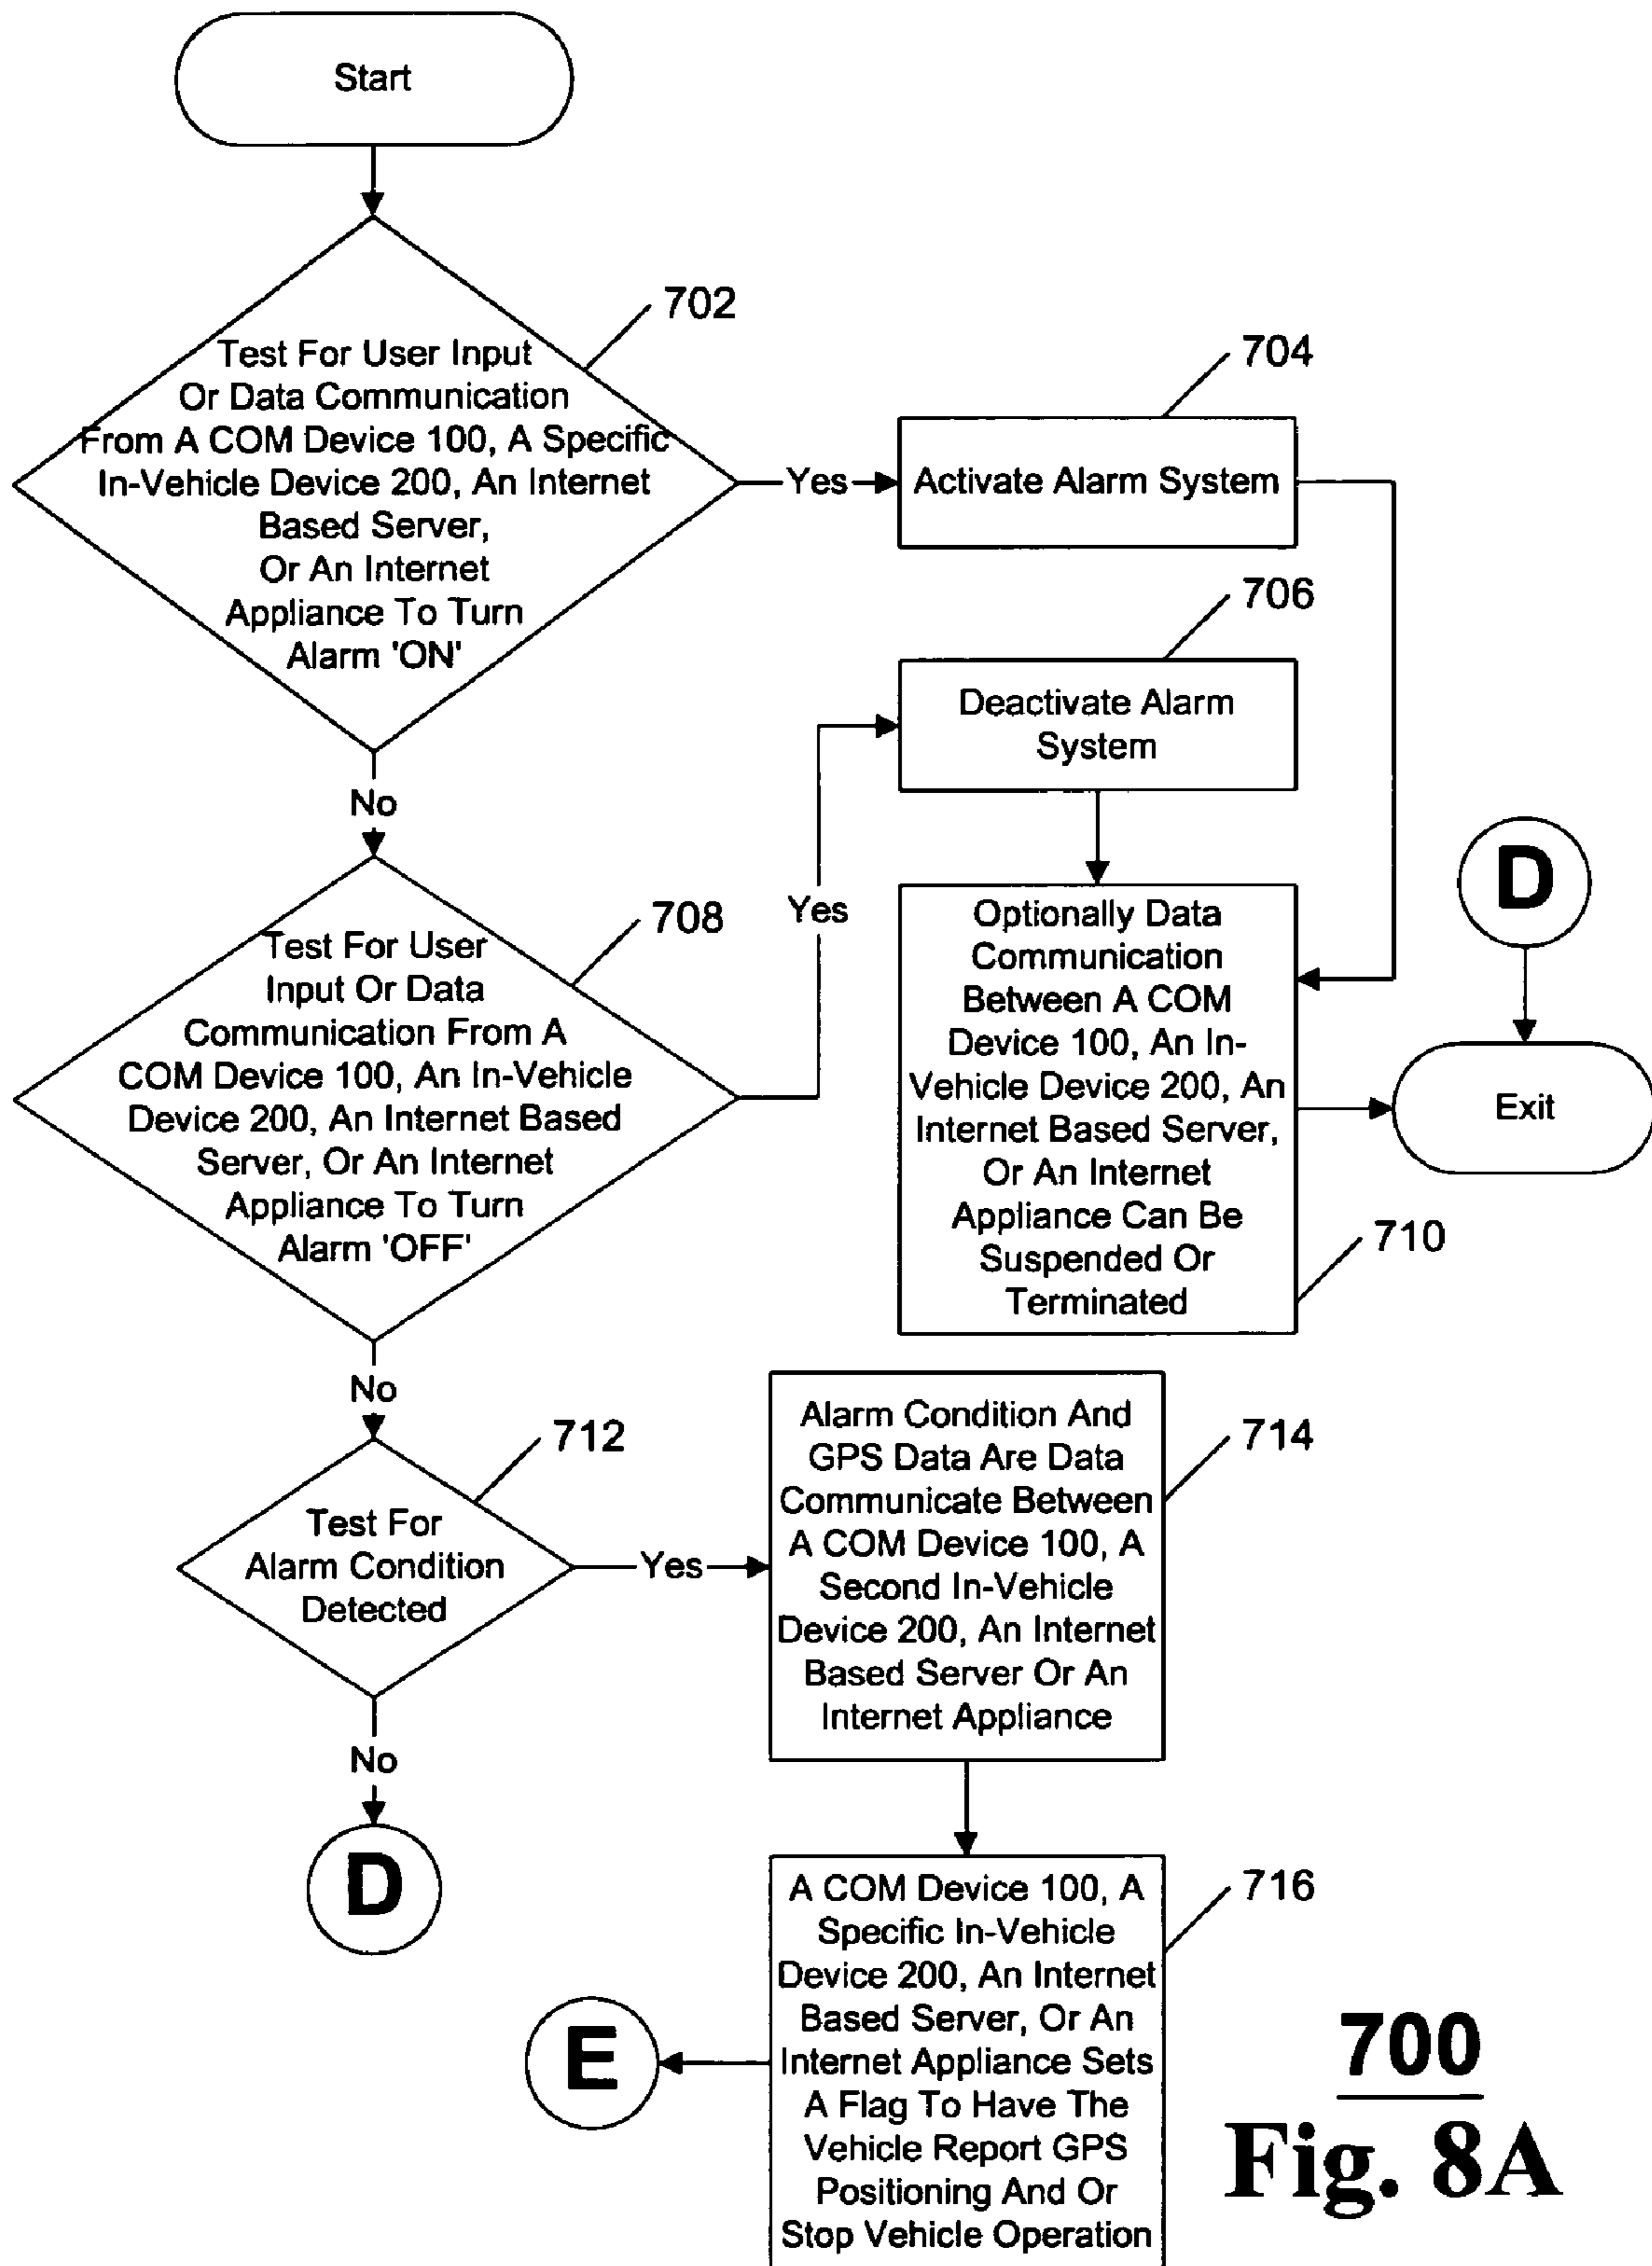 Start
702
Test For User Input
Or Data Communication
From A COM Device 100, A Specific
In-Vehicle Device 200, An Internet
Based Server,
Or An Internet
Appliance To Turn
Alarm 'ON'
Yes
704
Activate Alarm System
706
Deactivate Alarm
System
No
708
Test For User
Input Or Data
Communication From A
COM Device 100, An In-Vehicle
Device 200, An Internet Based
Server, Or An Internet
Appliance To Turn
Alarm 'OFF'
Yes
Optionally Data
Communication
Between A COM
Device 100, An In-
Vehicle Device 200, An
Internet Based Server,
Or An Internet
Appliance Can Be
Suspended Or
Terminated
710
D
Exit
No
712
Test For
Alarm Condition
Detected
Yes
Alarm Condition And
GPS Data Are Data
Communicate Between
A COM Device 100, A
Second In-Vehicle
Device 200, An Internet
Based Server Or An
Internet Appliance
714
No
D
A COM Device 100, A
Specific In-Vehicle
Device 200, An Internet
Based Server, Or An
Internet Appliance Sets
A Flag To Have The
Vehicle Report GPS
Positioning And Or
Stop Vehicle Operation
716
E
700
Fig. 8A